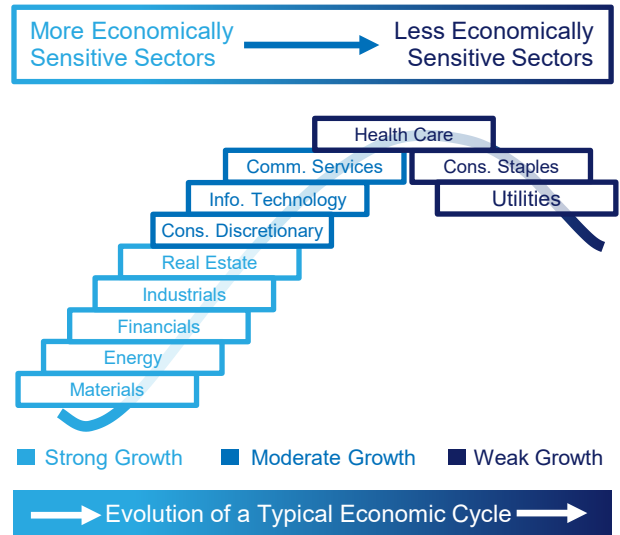 More Economically
Sensitive Sectors
Less Economically
Sensitive Sectors
Health Care
Comm. Services
Cons. Staples
Info. Technology
Utilities
Cons. Discretionary
Real Estate
Industrials
Financials
Energy
Materials
Strong Growth
Moderate Growth
Weak Growth
Evolution of a Typical Economic Cycle